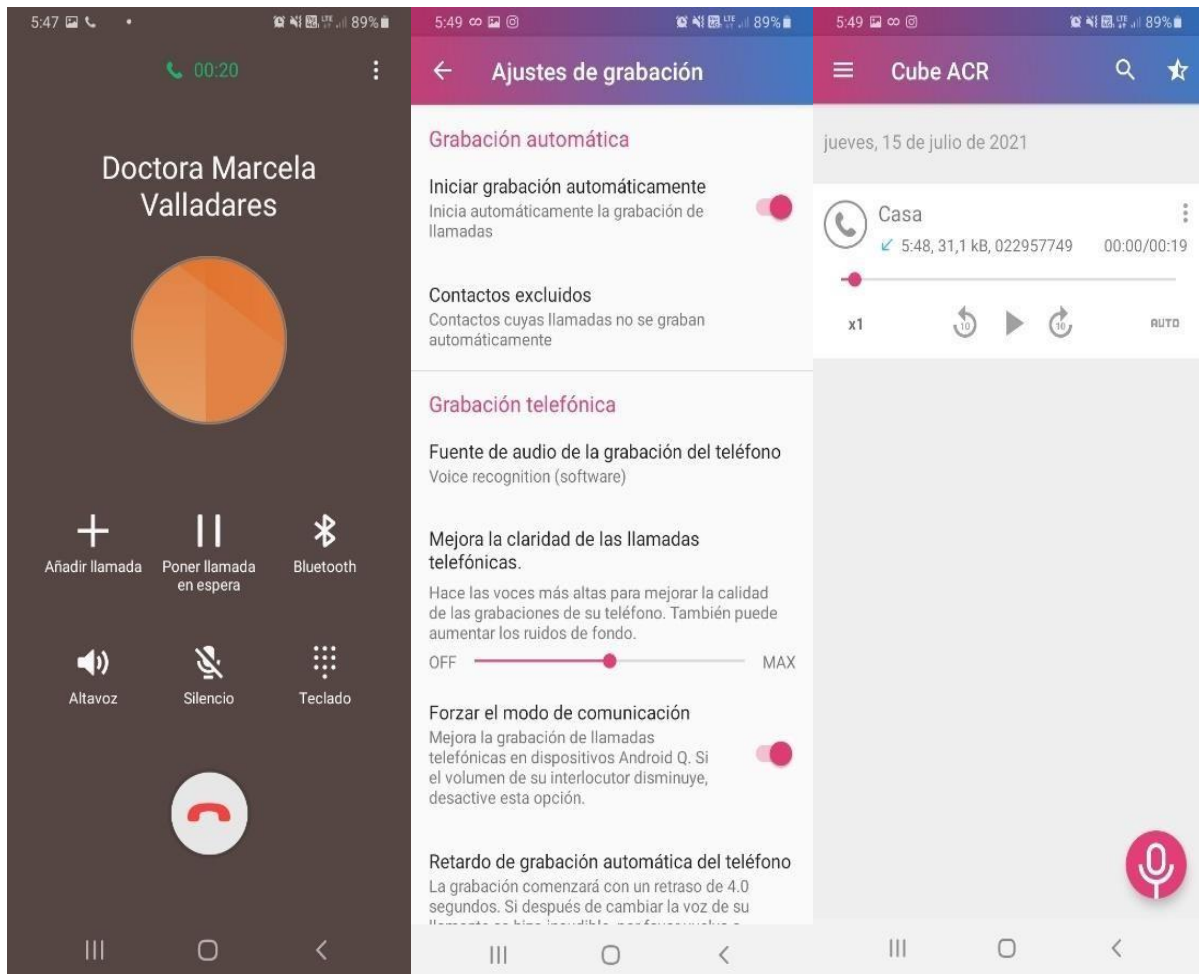 5:47
89%
00:20
Doctora Marcela
Valladares
Añadir llamada
Poner llamada
en espera
Bluetooth
Altavoz
Silencio
Teclado
5:49
LTE
89%
Ajustes de grabación
Grabación automática
Iniciar grabación automáticamente
Inicia automáticamente la grabación de
llamadas
Contactos excluidos
Contactos cuyas llamadas no se graban
automáticamente
Grabación telefónica
Fuente de audio de la grabación del teléfono
Voice recognition (software)
Mejora la claridad de las llamadas
telefónicas.
Hace las voces más altas para mejorar la calidad
de las grabaciones de su teléfono. También puede
aumentar los ruidos de fondo.
OFF
MAX
Forzar el modo de comunicación
Mejora la grabación de llamadas
telefónicas en dispositivos Android Q. Si
el volumen de su interlocutor disminuye,
desactive esta opción.
Retardo de grabación automática del teléfono
La grabación comenzará con un retraso de 4.0
segundos. Si después de cambiar la voz de su
5:49
LTE
89%
Cube ACR
jueves, 15 de julio de 2021
Casa
5:48, 31,1 kB, 022957749
00:00/00:19
x1
10
10
AUTO